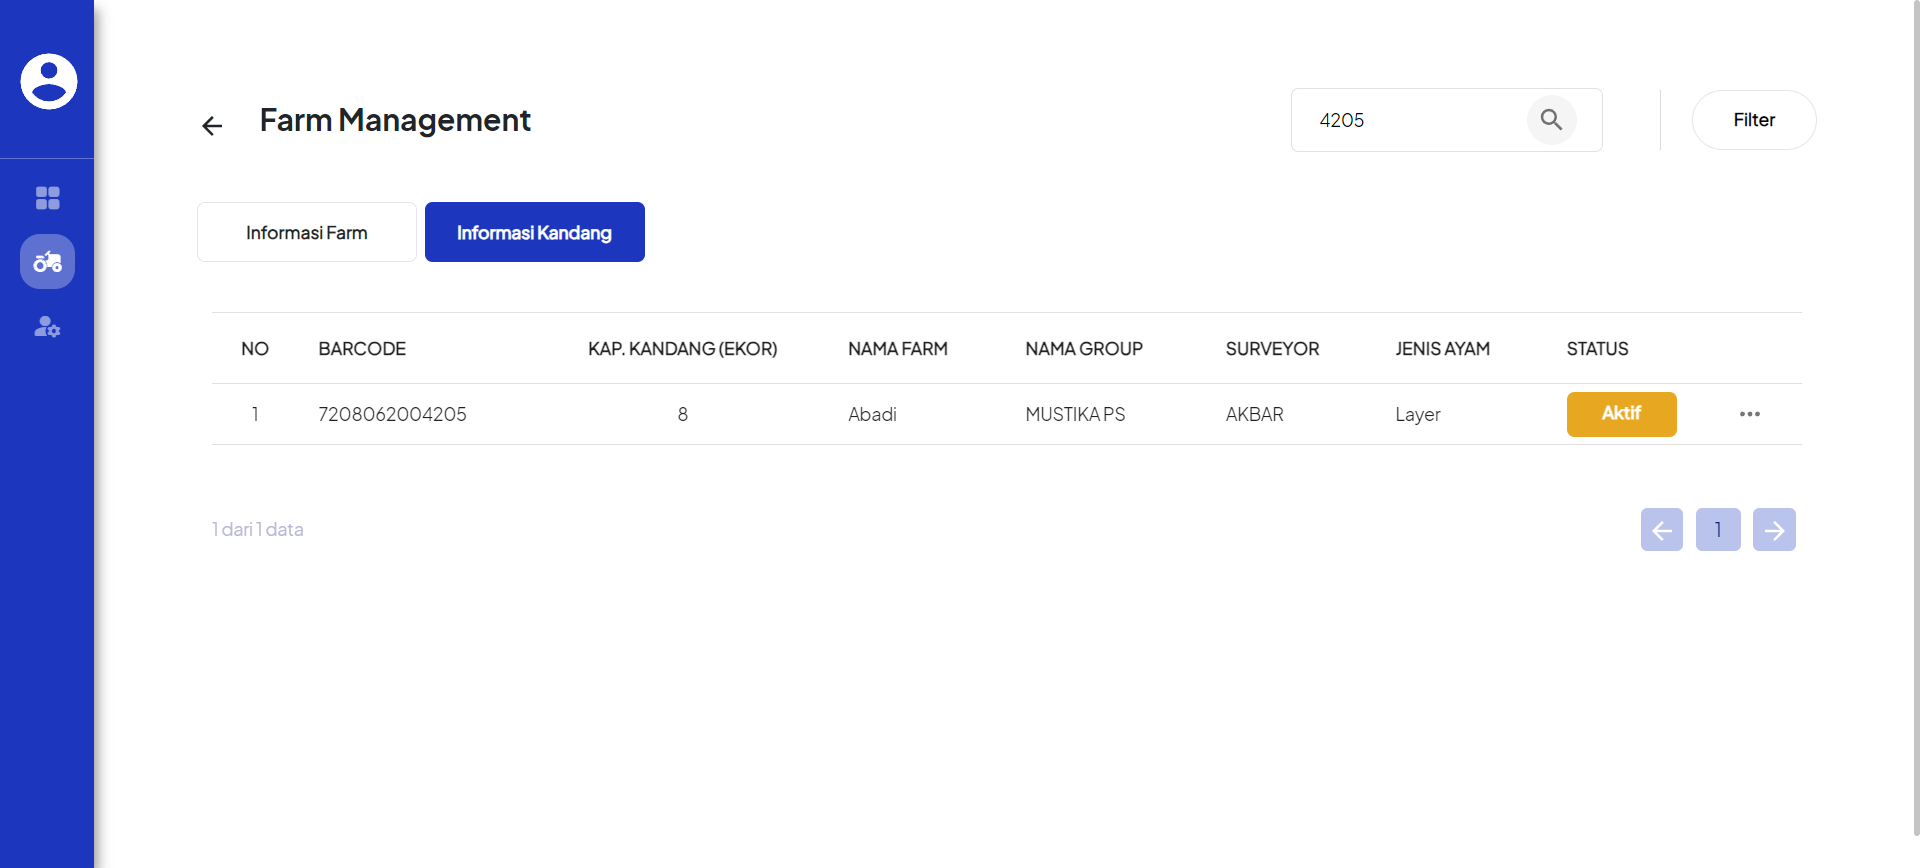 Farm Management
4205
Filter
Informasi Farm
Informasi Kandang
NO BARCODE KAP. KANDANG (EKOR) NAMA FARM NAMA GROUP SURVEYOR JENIS AYAM STATUS
1 7208062004205 8 Abadi MUSTIKA PS AKBAR Layer Aktif
1 dari 1 data
1